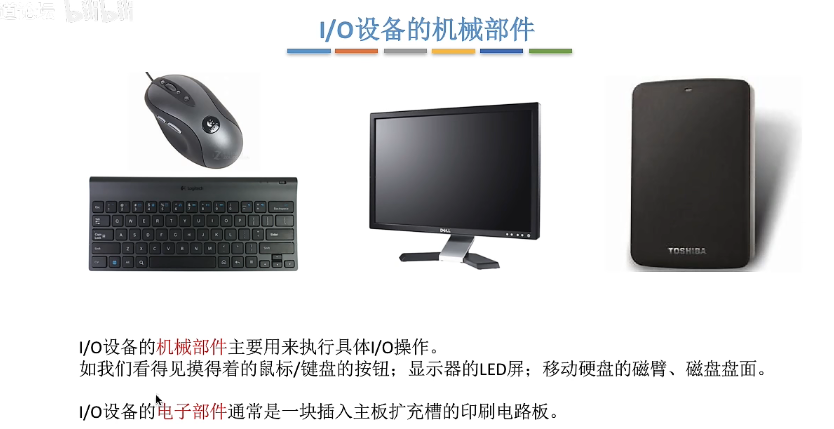 I/O设备的机械部件
Logitech
DELL
TOSHIBA
I/O设备的机械部件主要用来执行具体I/O操作。
如我们看得见摸得着的鼠标/键盘的按钮；显示器的LED屏；移动硬盘的磁臂、磁盘盘面。
I/O设备的电子部件通常是一块插入主板扩充槽的印刷电路板。